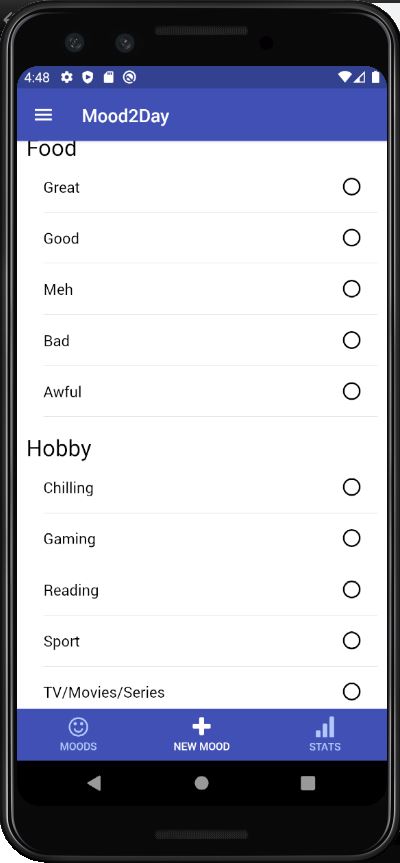 4:48
Mood2Day
Food
Great
Good
Meh
Bad
Awful
Hobby
Chilling
Gaming
Reading
Sport
TV/Movies/Series
MOODS
NEW MOOD
STATS